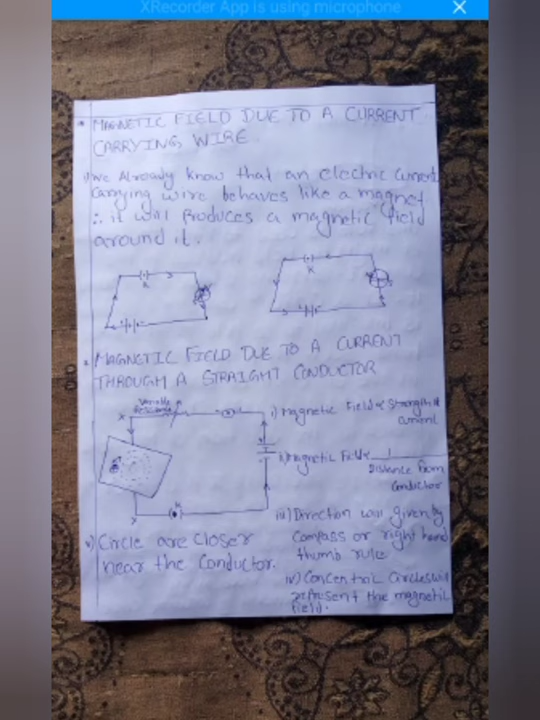 XRecorder App is using microphone
MAGNETIC FIELD DUE TO A CURRENT
CARRYING WIRE.
i) We Already know that an electric current
carrying wire behaves like a magnet
∴ it will Produces a magnetic field
around it.
K
K
MAGNETIC FIELD DUE TO A CURRENT
THROUGH A STRAIGHT CONDUCTOR
Variable
Resistance
X
i) Magnetic Field ∝ Strength of
current
ii) Magnetic Field ∝ 1
Distance from
Conductor
K
Y
iii) Direction will given by
compass or right hand
thumb rule
v) Circle are closer
near the conductor.
iv) Concentric circles will
represent the magnetic
field.